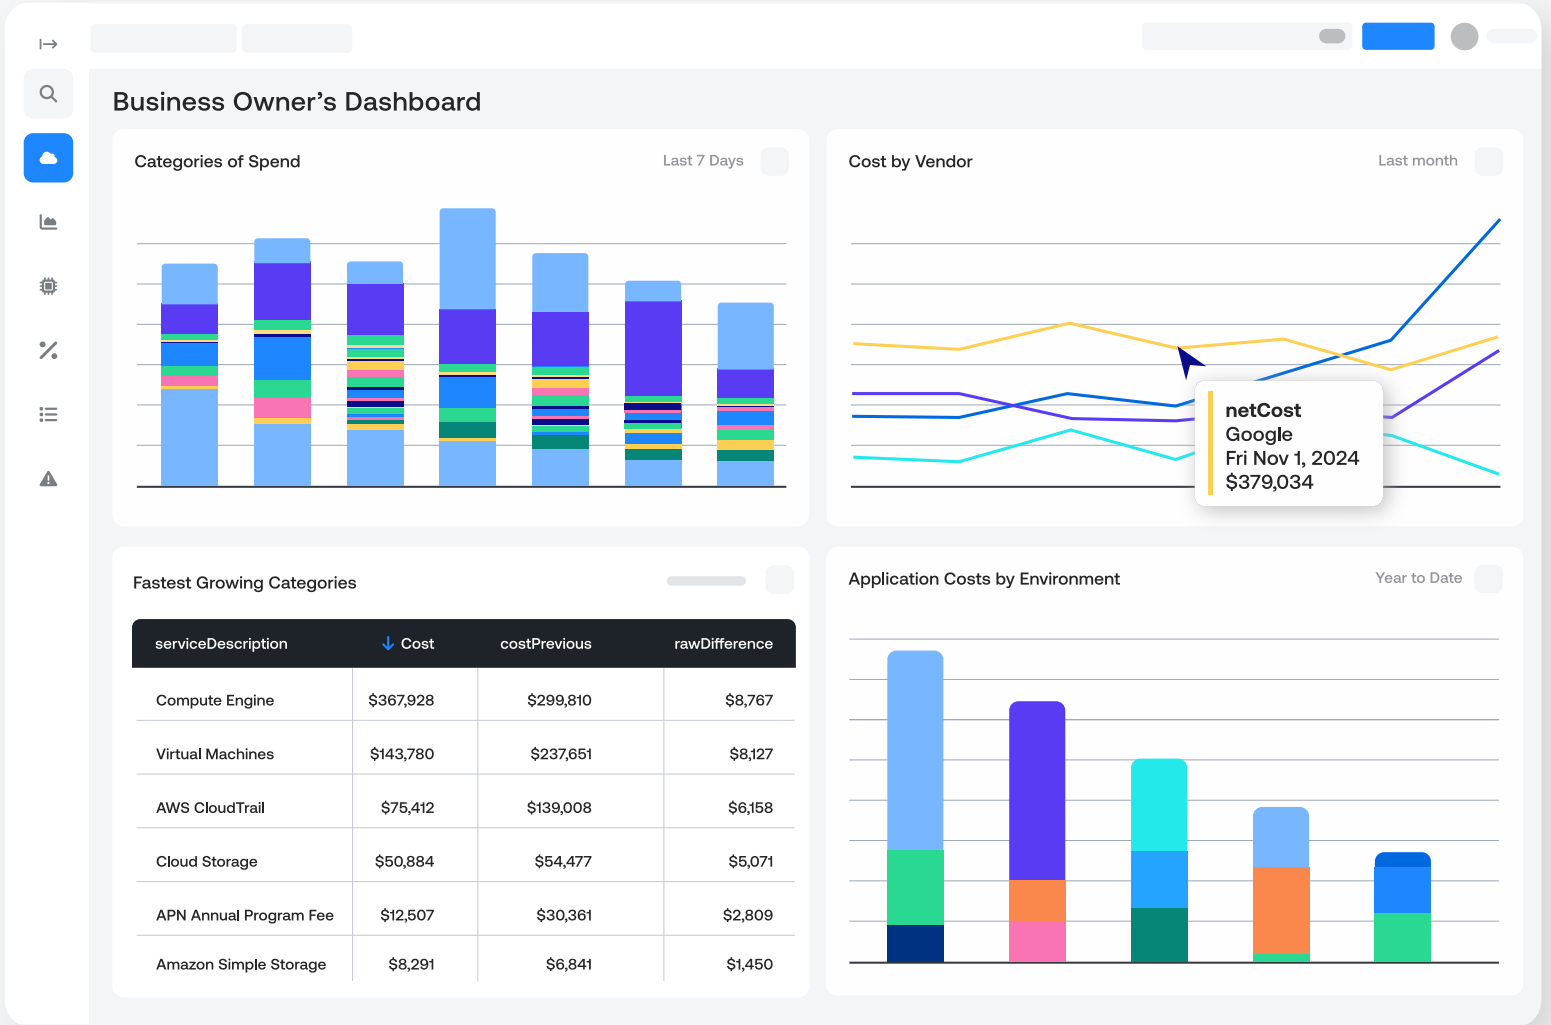 Business Owner’s Dashboard
Categories of Spend
Last 7 Days
Cost by Vendor
Last month
netCost
Google
Fri Nov 1, 2024
$379,034
Fastest Growing Categories
serviceDescription Cost costPrevious rawDifference
Compute Engine $367,928 $299,810 $8,767
Virtual Machines $143,780 $237,651 $8,127
AWS CloudTrail $75,412 $139,008 $6,158
Cloud Storage $50,884 $54,477 $5,071
APN Annual Program Fee $12,507 $30,361 $2,809
Amazon Simple Storage $8,291 $6,841 $1,450
Application Costs by Environment
Year to Date